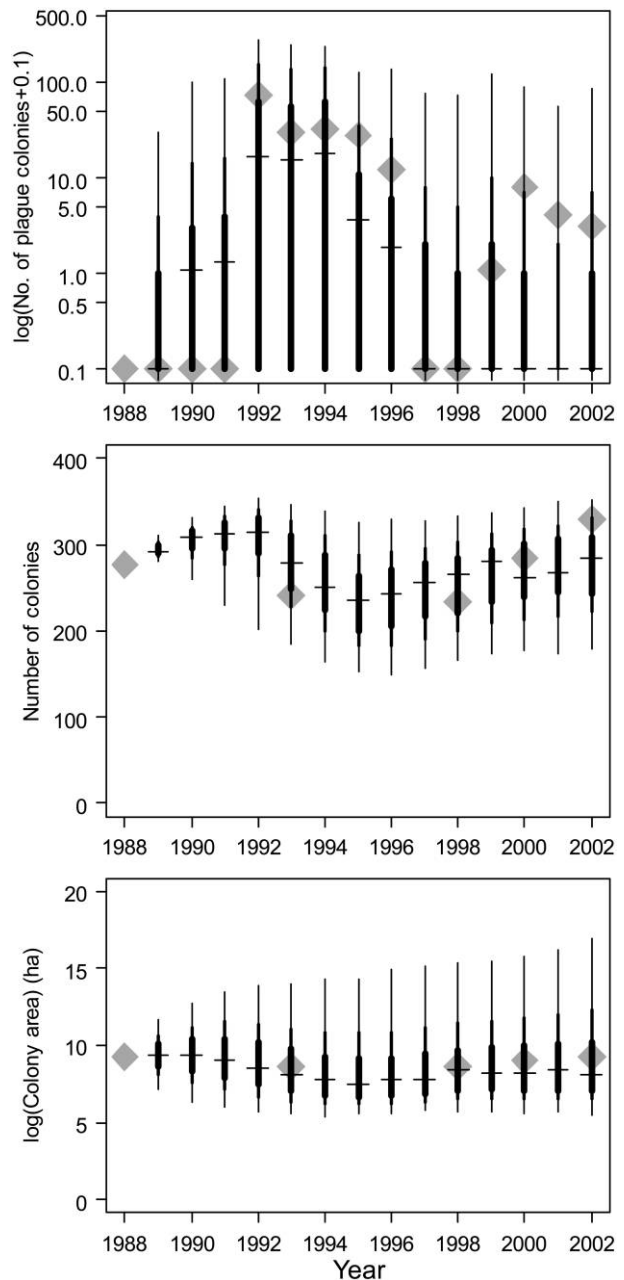 log(No. of plague colonies+0.1)
500.0
100.0
50.0
10.0
5.0
1.0
0.5
0.1
1988 1990 1992 1994 1996 1998 2000 2002
Number of colonies
400
300
200
100
0
1988 1990 1992 1994 1996 1998 2000 2002
log(Colony area) (ha)
20
15
10
5
0
1988 1990 1992 1994 1996 1998 2000 2002
Year